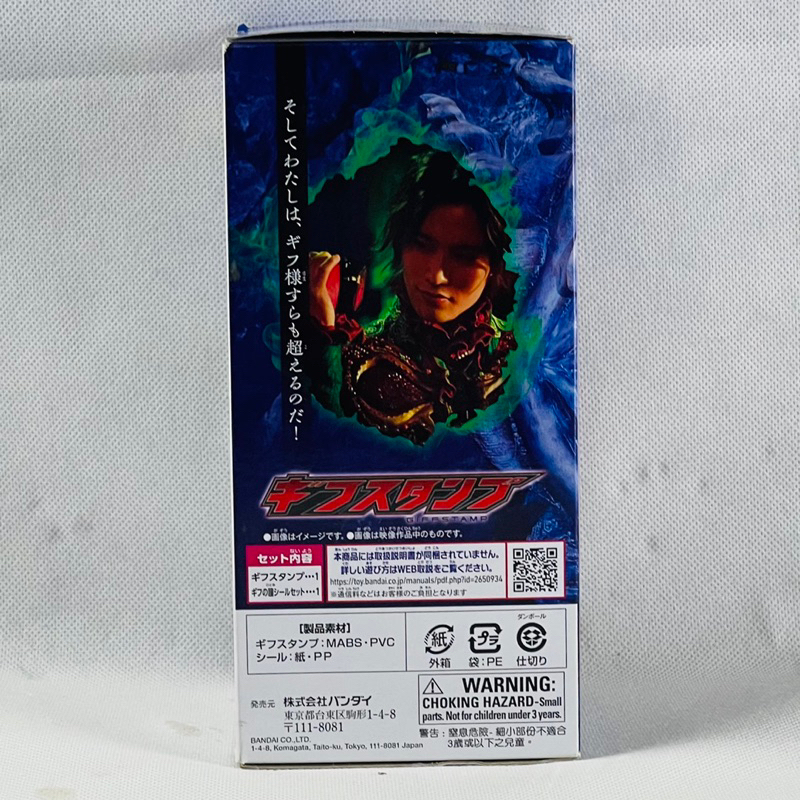 そしてわたしは、ギフ様すらも超えるのだ!
ギフスタンプ
GIFFSTAMP
●画像はイメージです。 ●画像は映像作品中のものです。
セット内容
ギフスタンプ…1
ギフの瞳シールセット…1
本商品には取扱説明書が同梱されていません。
詳しい遊び方はWEB取説をご覧ください。
https://toy.bandai.co.jp/manuals/pdf.php?id=2650934
※通信料などはお客様のご負担となります
【製品素材】
ギフスタンプ:MABS・PVC
シール:紙・PP
紙
外箱
プラ
袋:PE
ダンボール
仕切り
発売元 株式会社バンダイ
東京都台東区駒形1-4-8
〒111-8081
BANDAI CO.,LTD.
1-4-8, Komagata, Taito-ku, Tokyo, 111-8081 Japan
WARNING:
CHOKING HAZARD-Small
parts. Not for children under 3 years.
警告:窒息危險-細小部份不適合
3歲或以下之兒童。